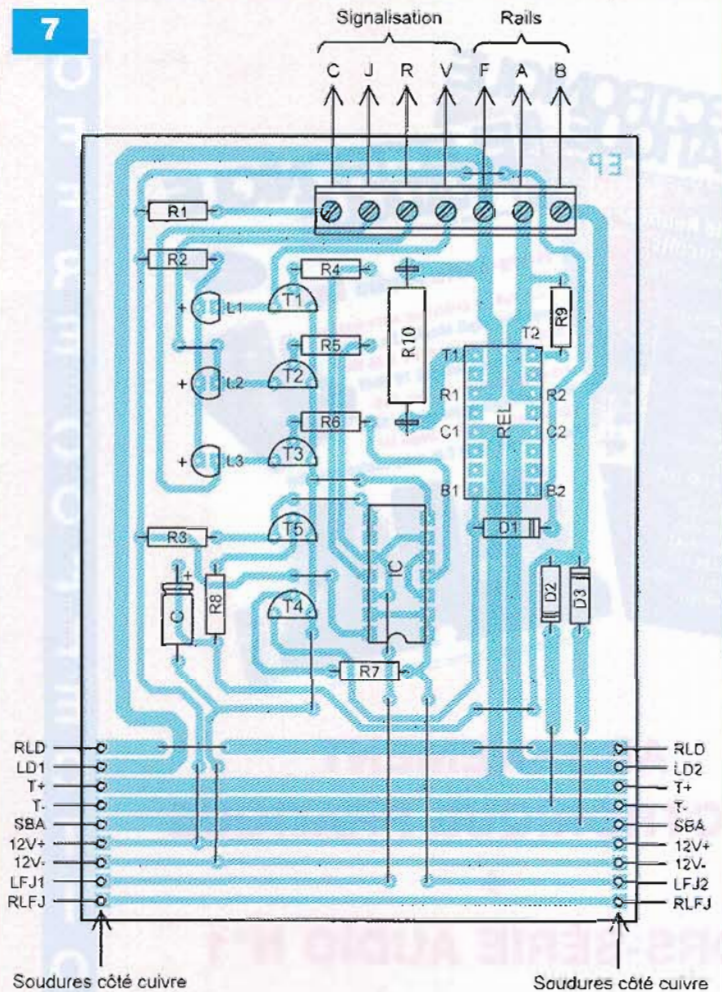 7
Signalisation Rails
C J R V F A B
EP
R1
R2
R4
L1
T1
R10
R9
T2
R5
T1
L2
T2
R1
REL
R2
R6
C1
C2
L3
T3
B1
B2
T5
D1
R3
IC
D2
D3
C
+
R8
T4
R7
+
+
+
RLD
LD1
T+
T-
SBA
12V+
12V-
LFJ1
RLFJ
RLD
LD2
T+
T-
SBA
12V+
12V-
LFJ2
RLFJ
Soudures côté cuivre
Soudures côté cuivre